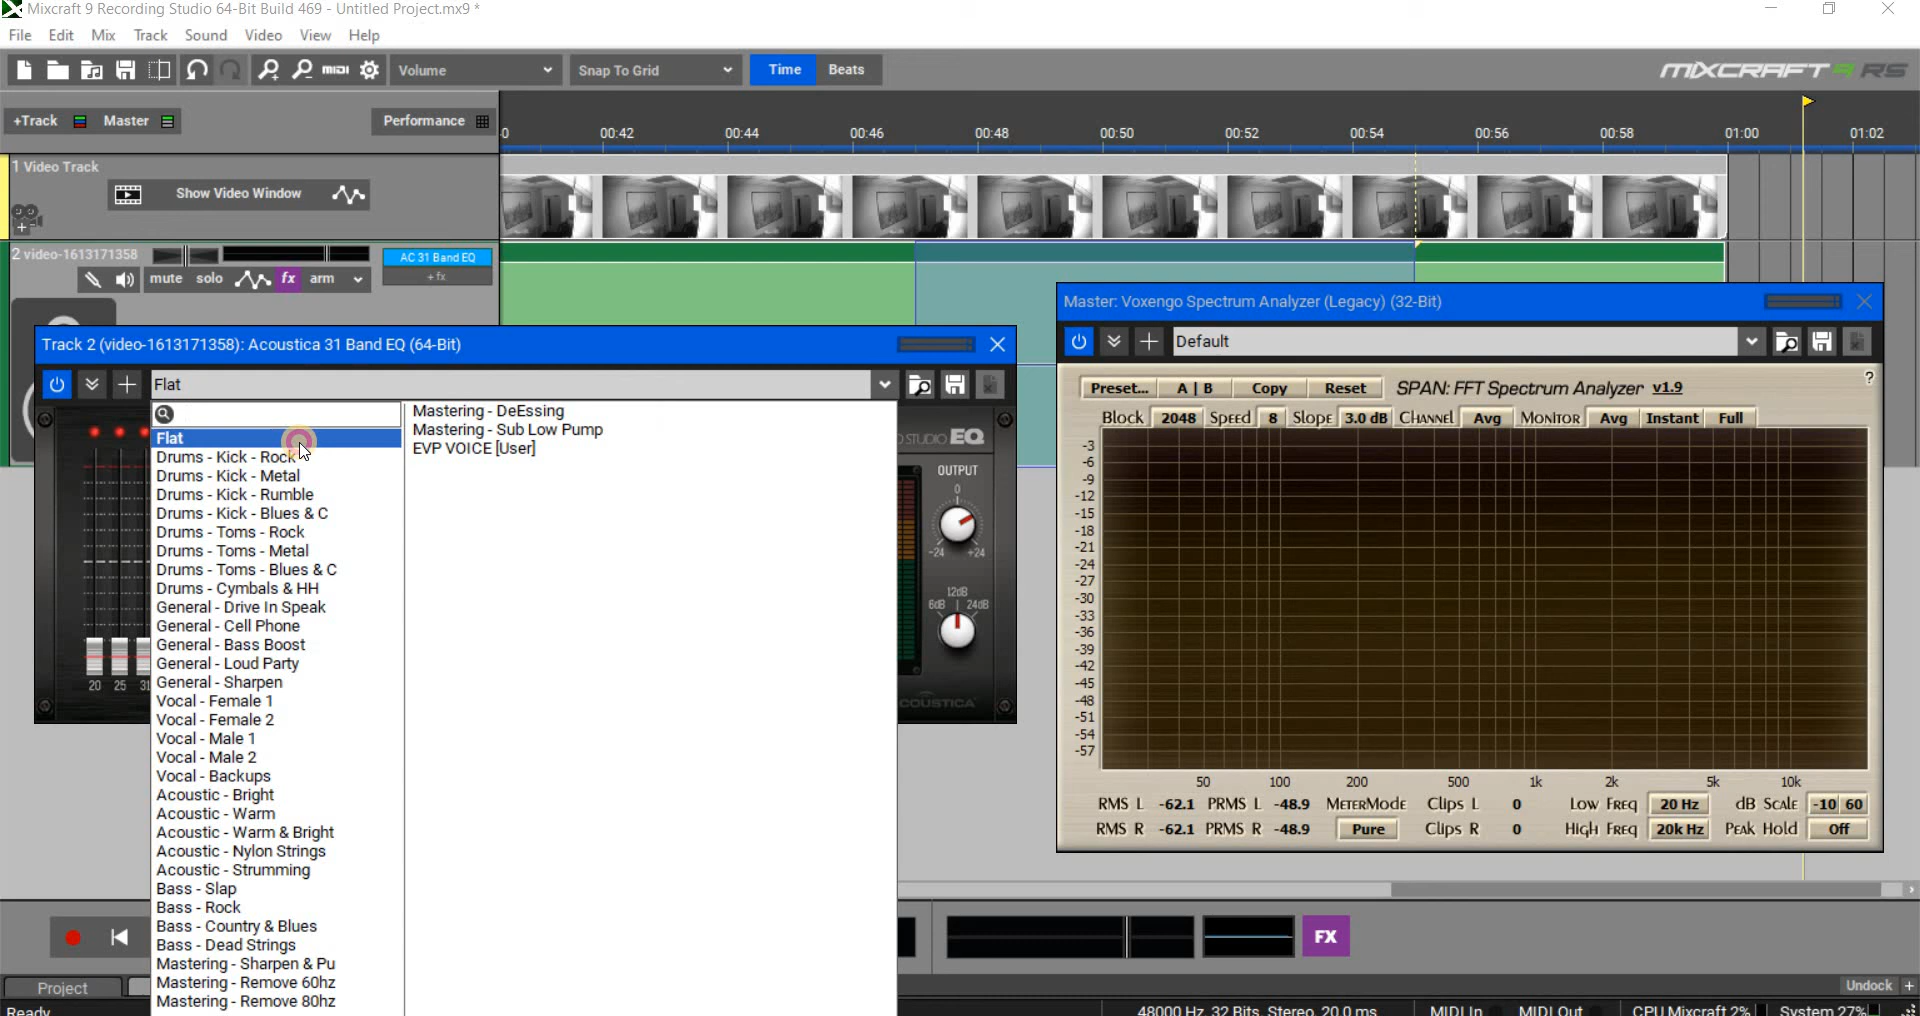 Mixcraft 9 Recording Studio 64-Bit Build 469 - Untitled Project.mx9 *
File Edit Mix Track Sound Video View Help
midi Volume Snap To Grid Time Beats MIXCRAFT 9 RS
+Track Master Performance
00:42 00:44 00:46 00:48 00:50 00:52 00:54 00:56 00:58 01:00 01:02
1 Video Track
Show Video Window
2 video-1613171358
AC 31 Band EQ
mute solo fx arm
+fx
Master: Voxengo Spectrum Analyzer (Legacy) (32-Bit)
Default
Track 2 (video-1613171358): Acoustica 31 Band EQ (64-Bit)
Flat
Flat
Drums - Kick - Rock
Drums - Kick - Metal
Drums - Kick - Rumble
Drums - Kick - Blues & C
Drums - Toms - Rock
Drums - Toms - Metal
Drums - Toms - Blues & C
Drums - Cymbals & HH
General - Drive In Speak
General - Cell Phone
General - Bass Boost
General - Loud Party
General - Sharpen
Vocal - Female 1
Vocal - Female 2
Vocal - Male 1
Vocal - Male 2
Vocal - Backups
Acoustic - Bright
Acoustic - Warm
Acoustic - Warm & Bright
Acoustic - Nylon Strings
Acoustic - Strumming
Bass - Slap
Bass - Rock
Bass - Country & Blues
Bass - Dead Strings
Mastering - Sharpen & Pu
Mastering - Remove 60hz
Mastering - Remove 80hz
Mastering - DeEssing
Mastering - Sub Low Pump
EVP VOICE [User]
20 25 31
STUDIO EQ
OUTPUT
0
-24 +24
12dB
6dB 24dB
ACOUSTICA
Preset... A | B Copy Reset SPAN: FFT Spectrum Analyzer v1.9 ?
Block 2048 Speed 8 Slope 3.0 dB Channel Avg Monitor Avg Instant Full
-3
-6
-9
-12
-15
-18
-21
-24
-27
-30
-33
-36
-39
-42
-45
-48
-51
-54
-57
50 100 200 500 1k 2k 5k 10k
RMS L -62.1 PRMS L -48.9 MeterMode Clips L 0 Low Freq 20 Hz dB Scale -10 60
RMS R -62.1 PRMS R -48.9 Pure Clips R 0 High Freq 20k Hz Peak Hold Off
FX
Project
Undock +
Ready
48000 Hz, 32 Bits, Stereo, 20.0 ms MIDI In MIDI Out CPU Mixcraft 2% System 27%